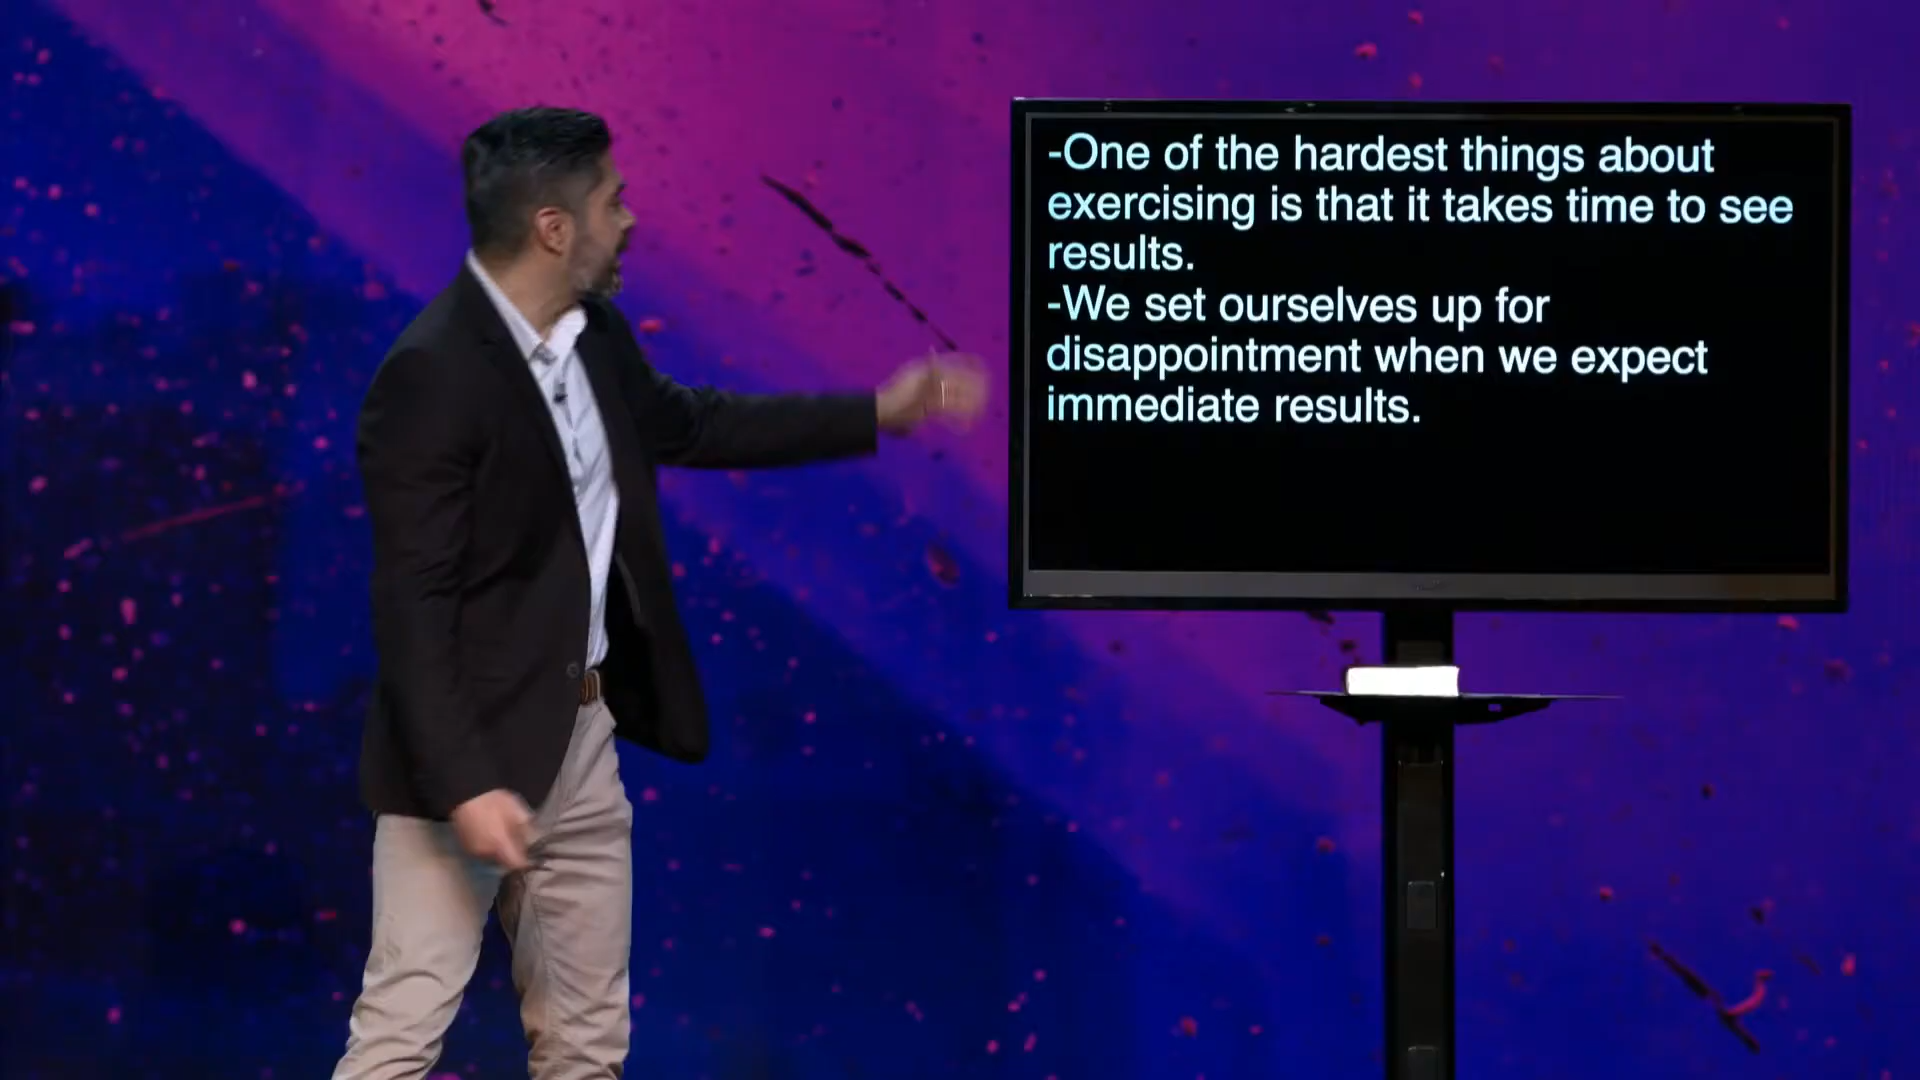 -One of the hardest things about
exercising is that it takes time to see
results.
-We set ourselves up for
disappointment when we expect
immediate results.